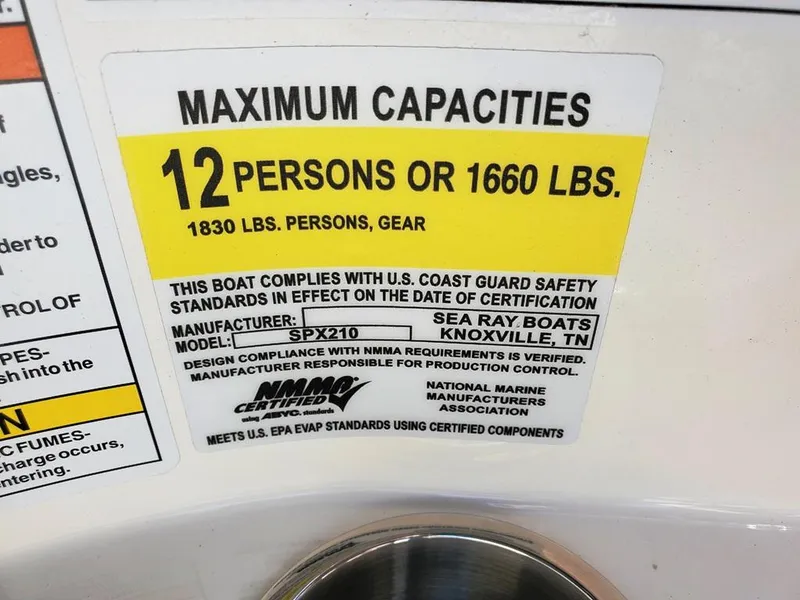 r.
f
gles,
der to
ROL OF
PES-
sh into the
N
C FUMES-
charge occurs,
ntering.
MAXIMUM CAPACITIES
12 PERSONS OR 1660 LBS.
1830 LBS. PERSONS, GEAR
THIS BOAT COMPLIES WITH U.S. COAST GUARD SAFETY
STANDARDS IN EFFECT ON THE DATE OF CERTIFICATION
MANUFACTURER: SEA RAY BOATS
MODEL: SPX210 KNOXVILLE, TN
DESIGN COMPLIANCE WITH NMMA REQUIREMENTS IS VERIFIED.
MANUFACTURER RESPONSIBLE FOR PRODUCTION CONTROL.
NMMA®
CERTIFIED
using ABYC. standards
NATIONAL MARINE
MANUFACTURERS
ASSOCIATION
MEETS U.S. EPA EVAP STANDARDS USING CERTIFIED COMPONENTS